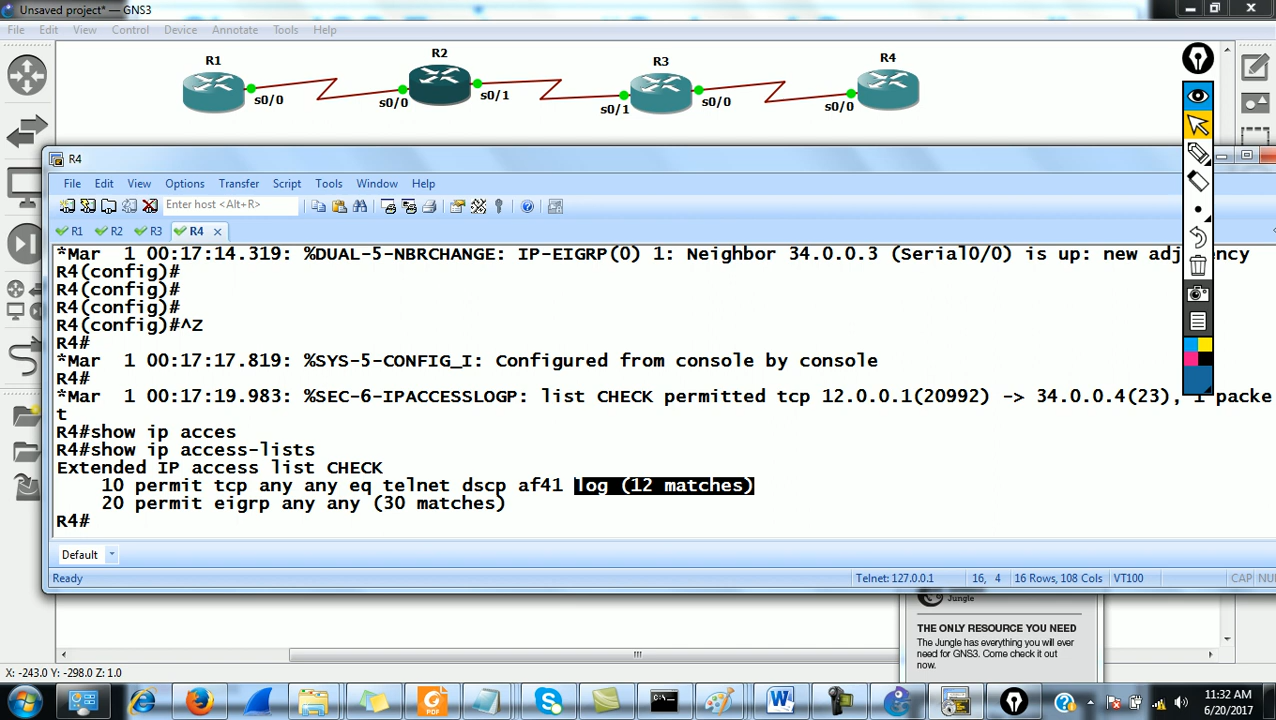 Unsaved project* — GNS3
File Edit View Control Device Annotate Tools Help
R1 R2 R3 R4
s0/0 s0/0 s0/1 s0/1 s0/0 s0/0
R4
File Edit View Options Transfer Script Tools Window Help
Enter host <Alt+R>
R1 R2 R3 R4
*Mar 1 00:17:14.319: %DUAL-5-NBRCHANGE: IP-EIGRP(0) 1: Neighbor 34.0.0.3 (Serial0/0) is up: new adj ency
R4(config)#
R4(config)#
R4(config)#
R4(config)#^Z
R4#
*Mar 1 00:17:17.819: %SYS-5-CONFIG_I: Configured from console by console
R4#
*Mar 1 00:17:19.983: %SEC-6-IPACCESSLOGP: list CHECK permitted tcp 12.0.0.1(20992) -> 34.0.0.4(23), 1 packe
t
R4#show ip acces
R4#show ip access-lists
Extended IP access list CHECK
10 permit tcp any any eq telnet dscp af41 log (12 matches)
20 permit eigrp any any (30 matches)
R4#
Default
Ready Telnet: 127.0.0.1 16, 4 16 Rows, 108 Cols VT100 CAP NU
Jungle
THE ONLY RESOURCE YOU NEED
The Jungle has everything you will ever
need for GNS3. Come check it out
now.
X: -243.0 Y: -298.0 Z: 1.0
PDF
11:32 AM
6/20/2017